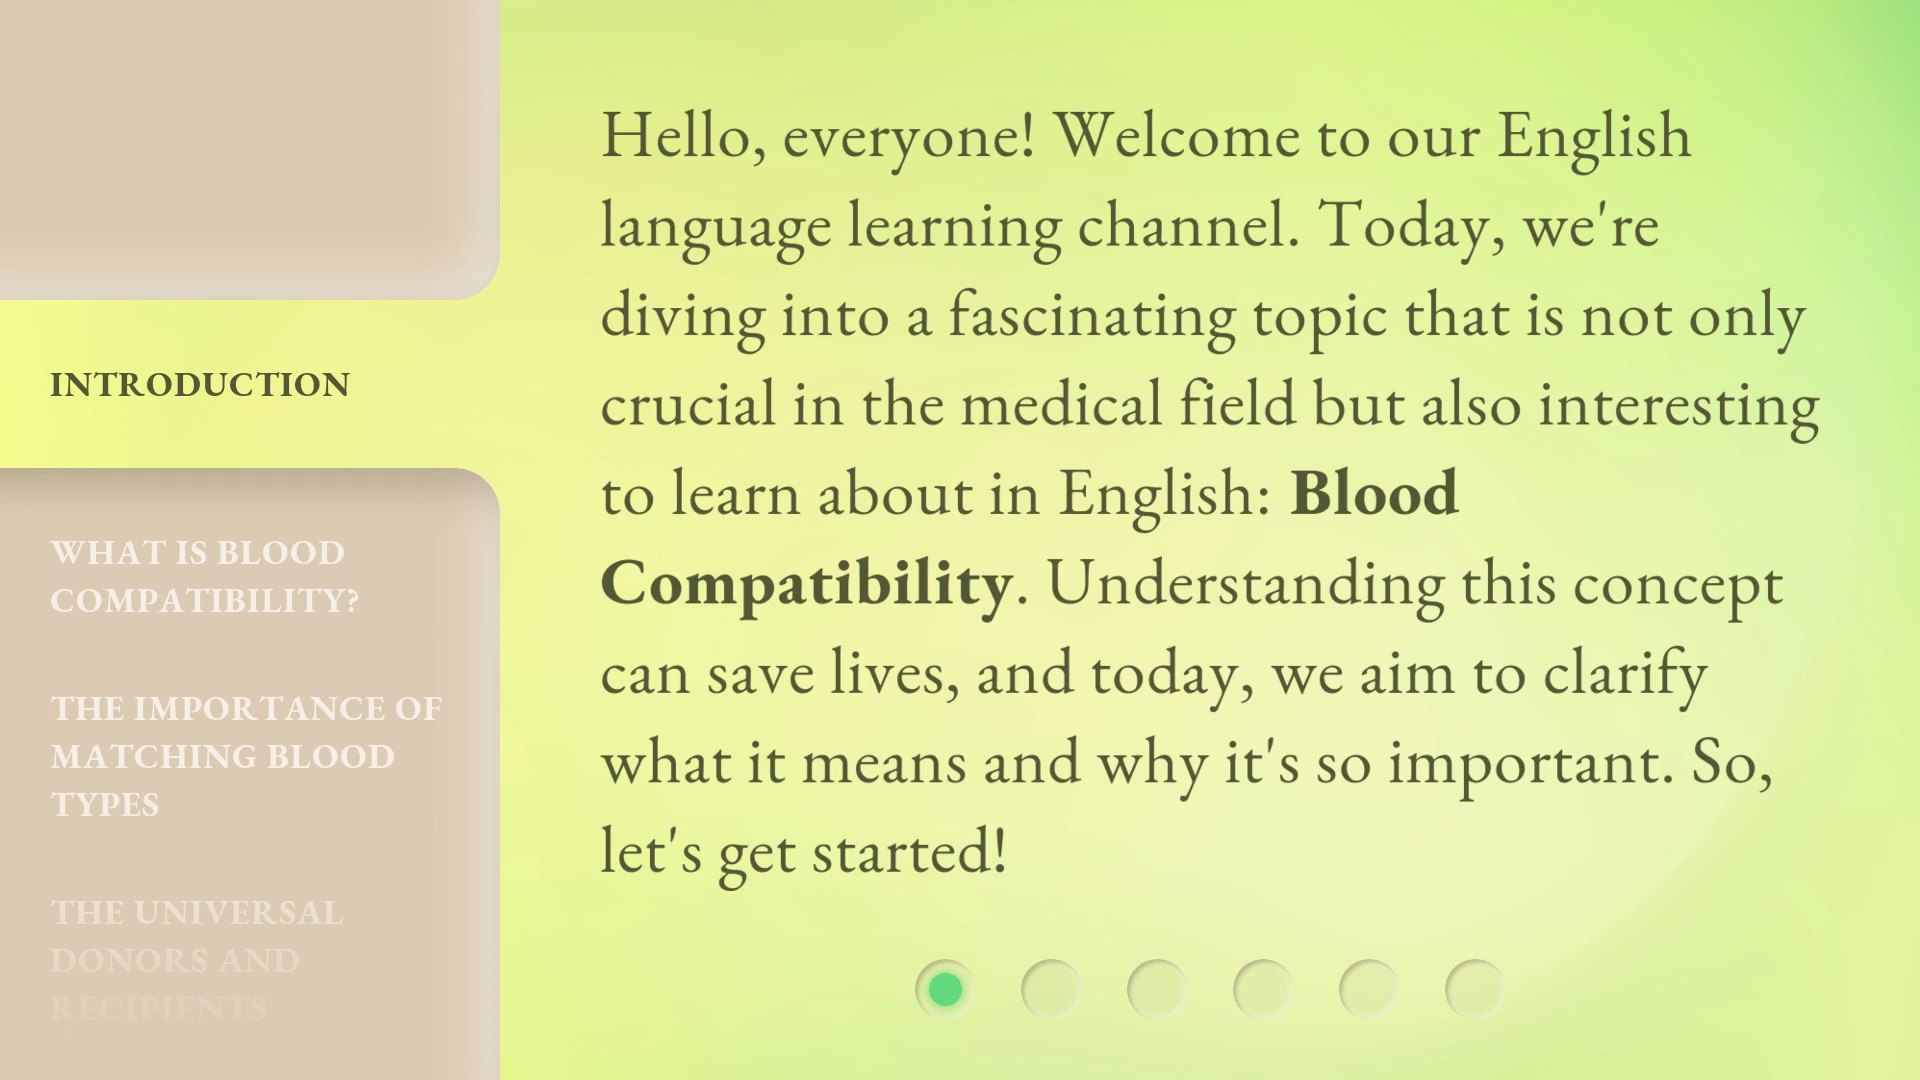 INTRODUCTION
WHAT IS BLOOD
COMPATIBILITY?
THE IMPORTANCE OF
MATCHING BLOOD
TYPES
THE UNIVERSAL
DONORS AND
RECIPIENTS
Hello, everyone! Welcome to our English
language learning channel. Today, we're
diving into a fascinating topic that is not only
crucial in the medical field but also interesting
to learn about in English: Blood
Compatibility. Understanding this concept
can save lives, and today, we aim to clarify
what it means and why it's so important. So,
let's get started!